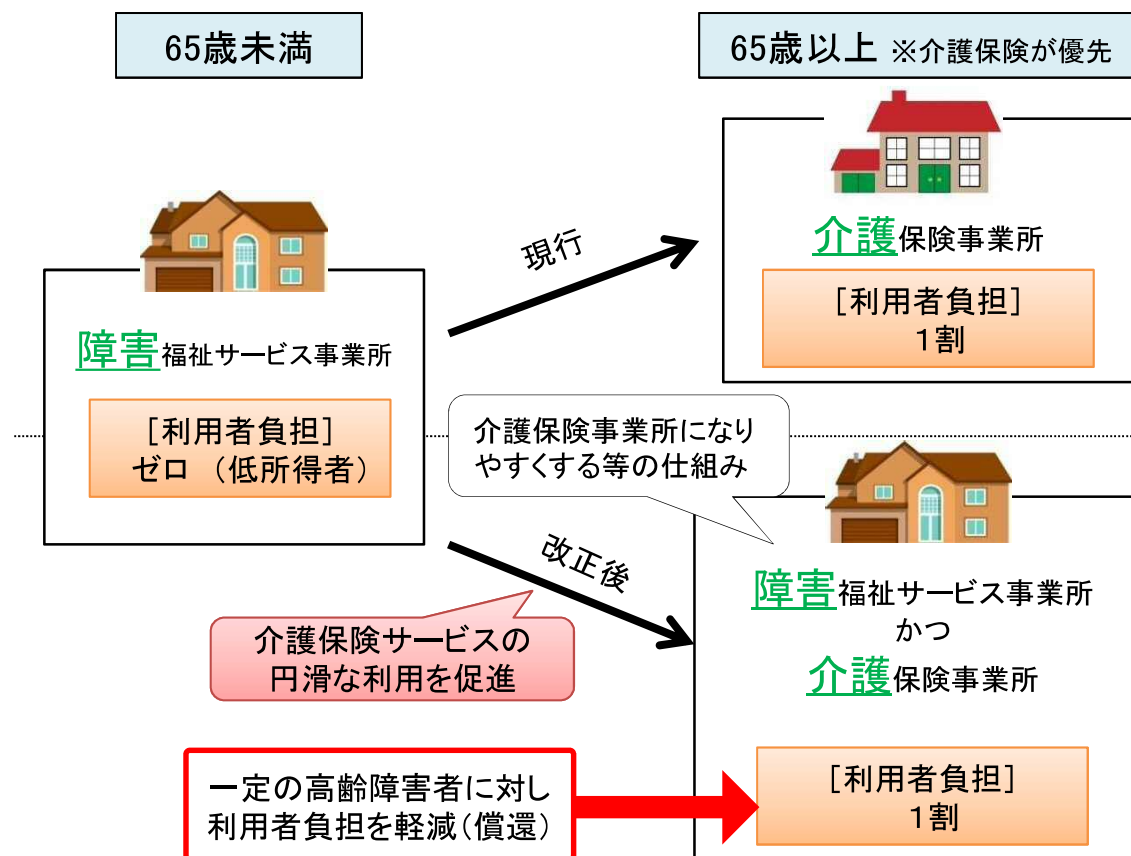 65歳未満
65歳以上 ※介護保険が優先
現行
介護保険事業所
[利用者負担]
1割
障害福祉サービス事業所
[利用者負担]
ゼロ （低所得者）
介護保険事業所になり
やすくする等の仕組み
改正後
障害福祉サービス事業所
かつ
介護保険事業所
介護保険サービスの
円滑な利用を促進
一定の高齢障害者に対し
利用者負担を軽減（償還）
[利用者負担]
1割